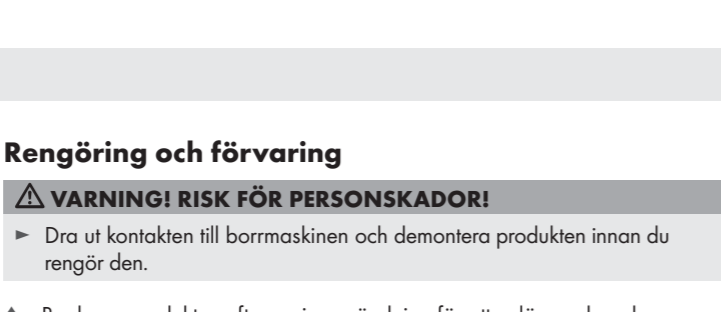 Rengöring och förvaring
⚠ VARNING! RISK FÖR PERSONSKADOR!
► Dra ut kontakten till borrmaskinen och demontera produkten innan du
rengör den.